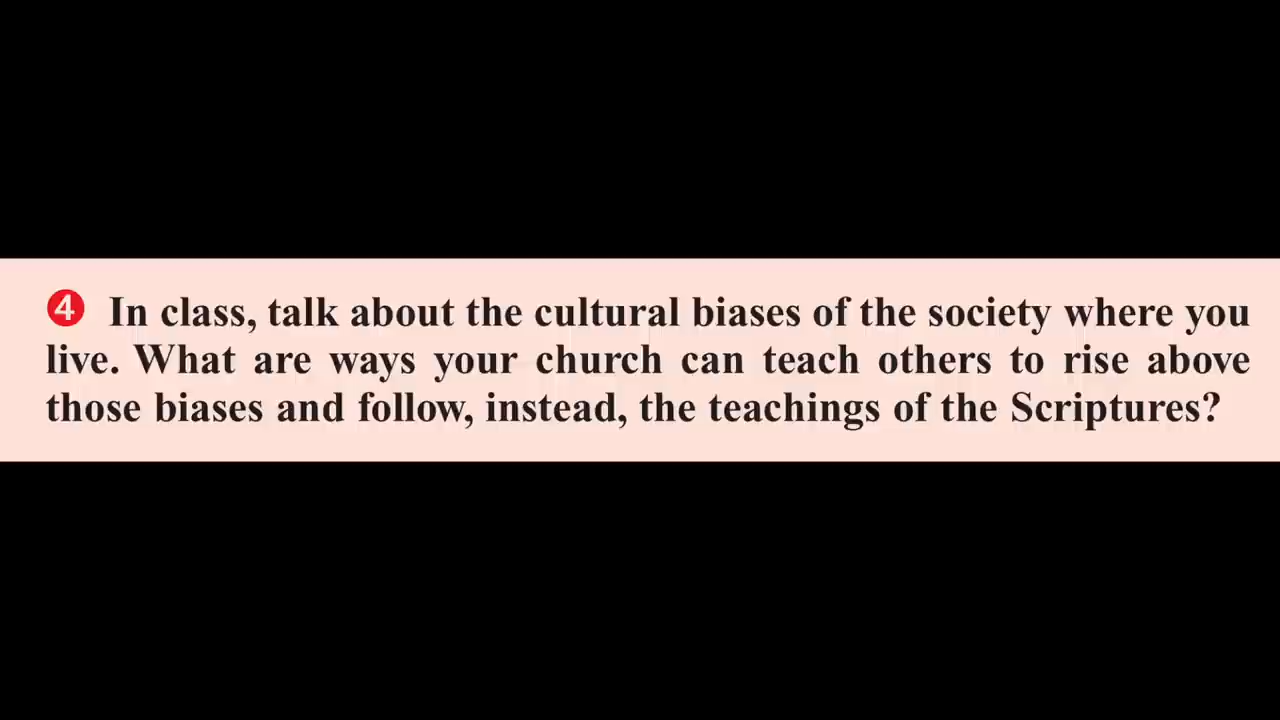 4 In class, talk about the cultural biases of the society where you
live. What are ways your church can teach others to rise above
those biases and follow, instead, the teachings of the Scriptures?